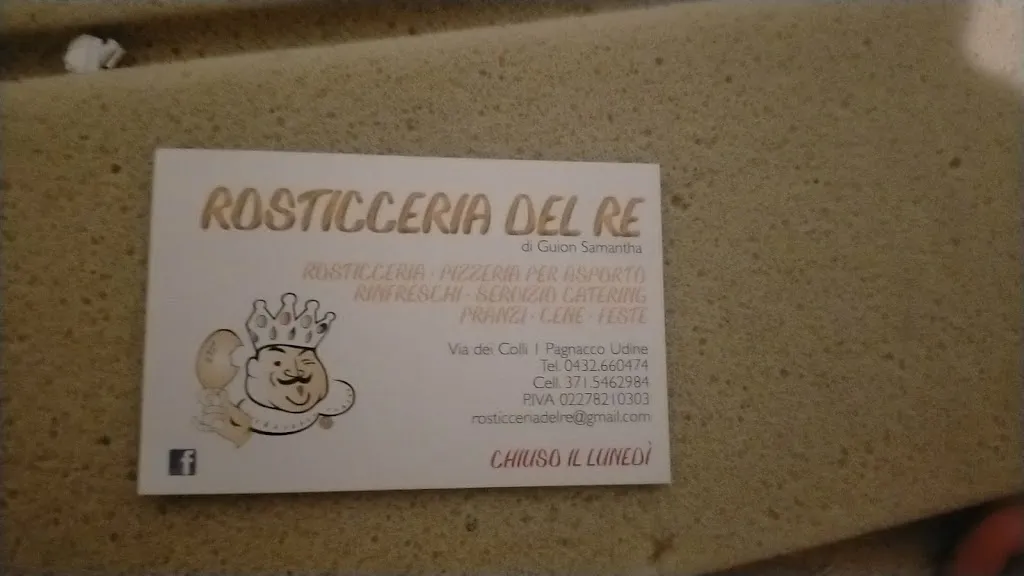 ROSTICCERIA DEL RE
di Guion Samantha
ROSTICCERIA - PIZZERIA PER ASPORTO
RINFRESCHI - SERVIZIO CATERING
PRANZI - CENE - FESTE
Via dei Colli 1 Pagnacco Udine
Tel. 0432.660474
Cell. 371.5462984
P.IVA 02278210303
rosticceriadelre@gmail.com
f
CHIUSO IL LUNEDÌ